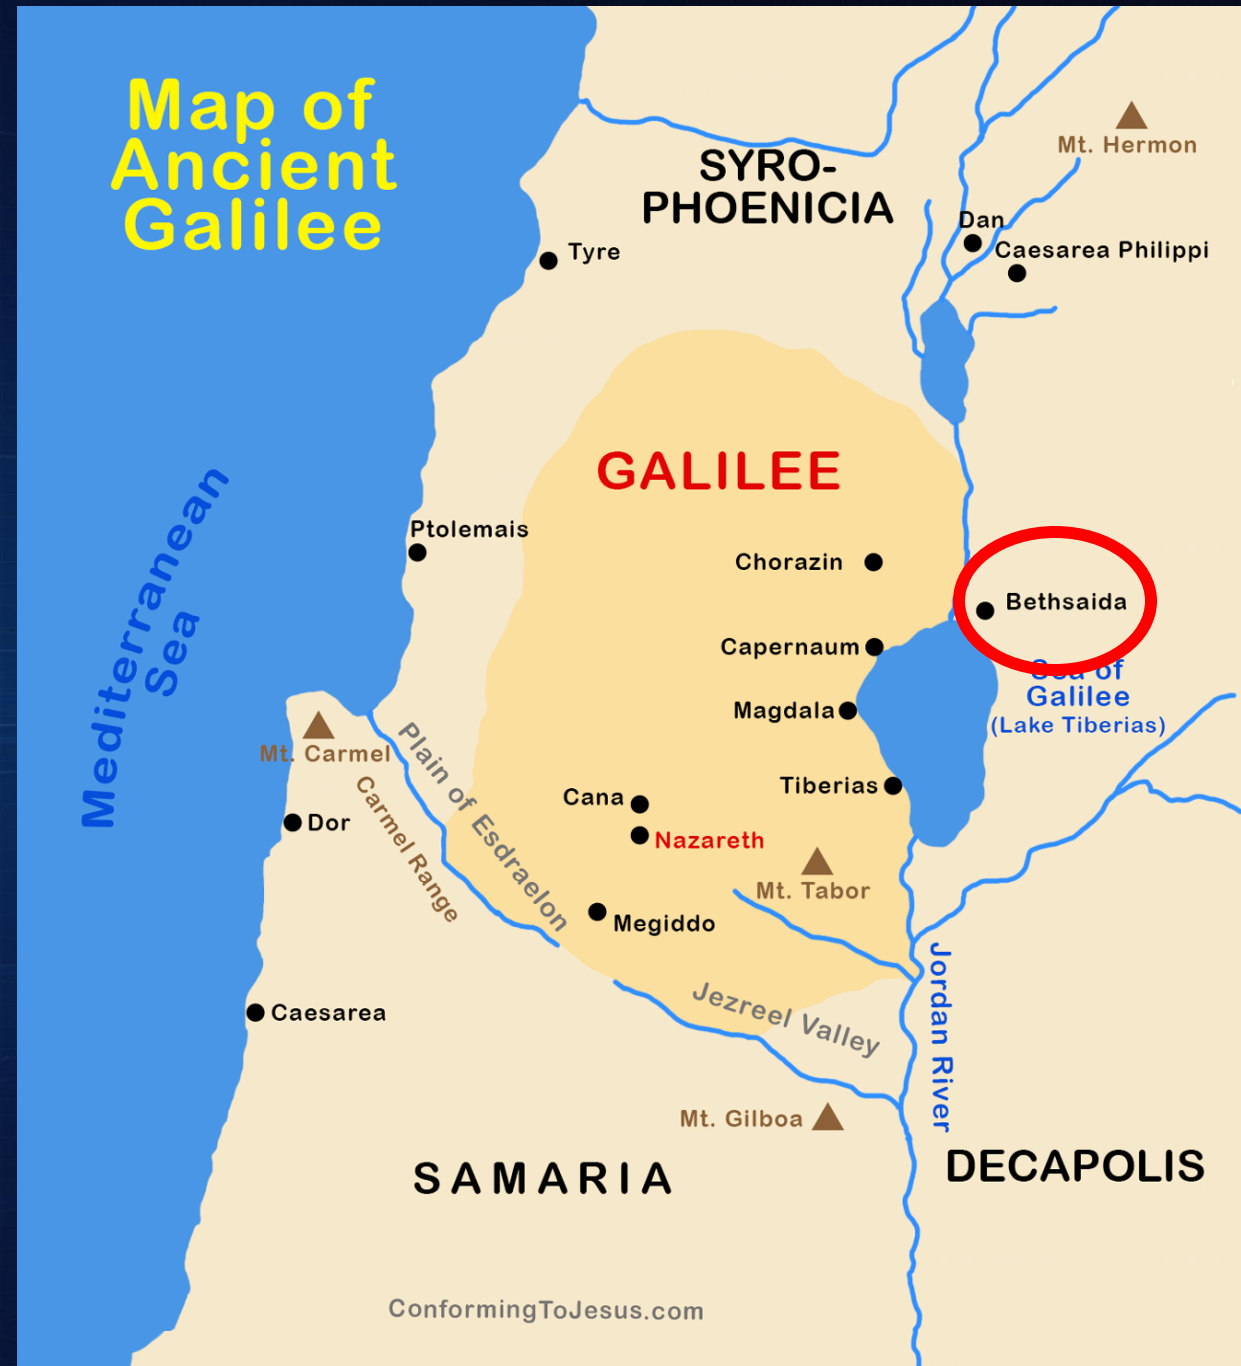 Map of
Ancient
Galilee
Mt. Hermon
SYRO-
PHOENICIA
Dan
Tyre
Caesarea Philippi
GALILEE
Mediterranean
Sea
Ptolemais
Chorazin
Bethsaida
Capernaum
Sea of
Galilee
(Lake Tiberias)
Magdala
Mt. Carmel
Plain of Esdraelon
Tiberias
Cana
Dor
Carmel Range
Nazareth
Mt. Tabor
Megiddo
Jordan River
Jezreel Valley
Caesarea
Mt. Gilboa
SAMARIA
DECAPOLIS
ConformingToJesus.com